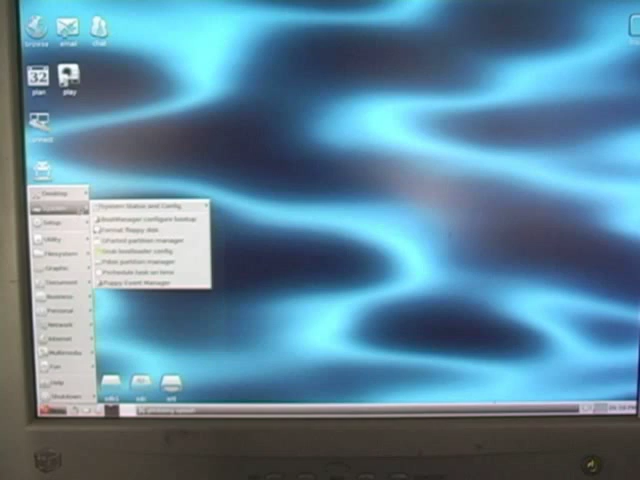 browse email chat
32
plan play
connect
Desktop
System
System Status and Config
Setup
BootManager configure bootup
Format floppy disk
Utility
GParted partition manager
Filesystem
Grub bootloader config
Graphic
Pdisk partition manager
Document
Pschedule task on time
Puppy Event Manager
Business
Personal
Network
Internet
Multimedia
Fun
Help
Shutdown